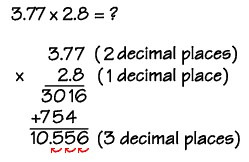 3.77 x 2.8 = ?
3.77 (2 decimal places)
x 2.8 (1 decimal place)
3016
+754
10.556 (3 decimal places)